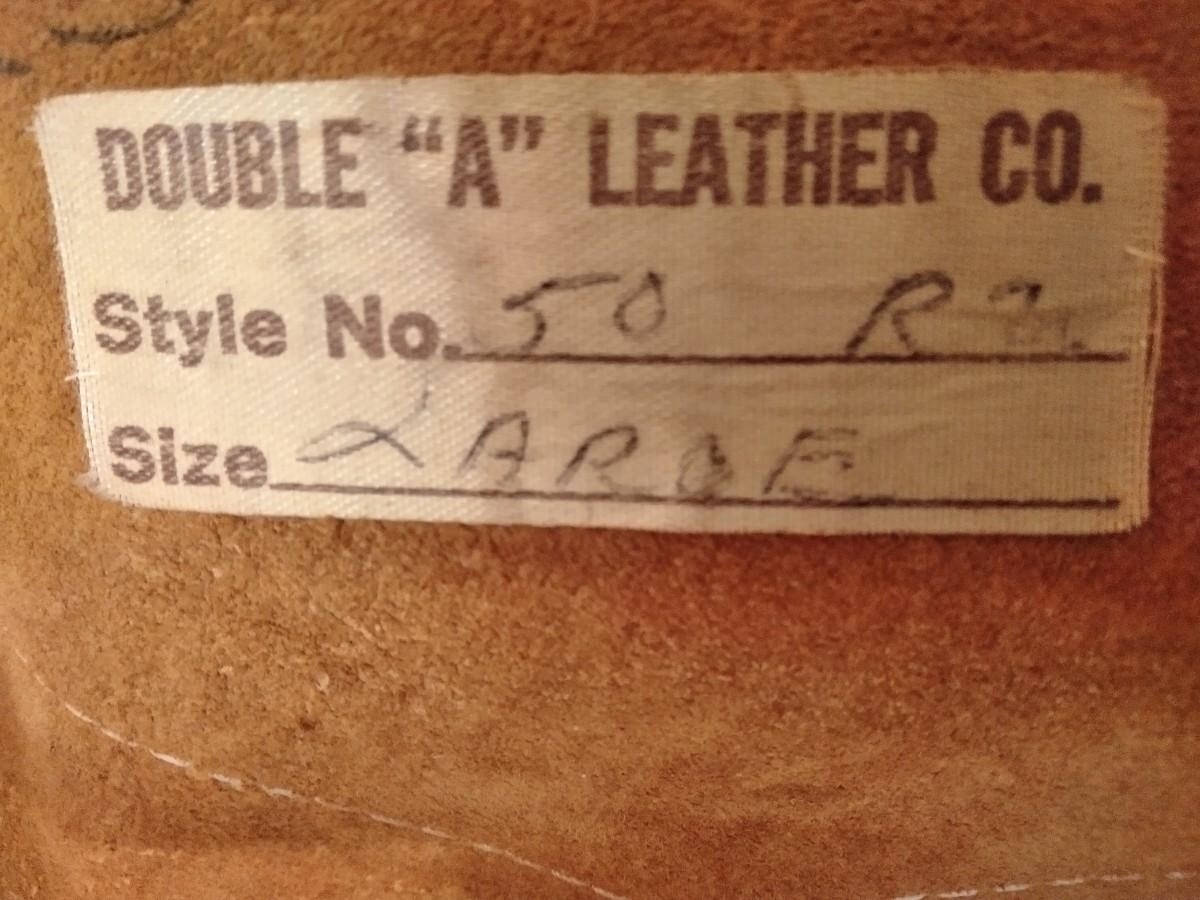 DOUBLE “A” LEATHER CO.
Style No. 50
Size LARGE